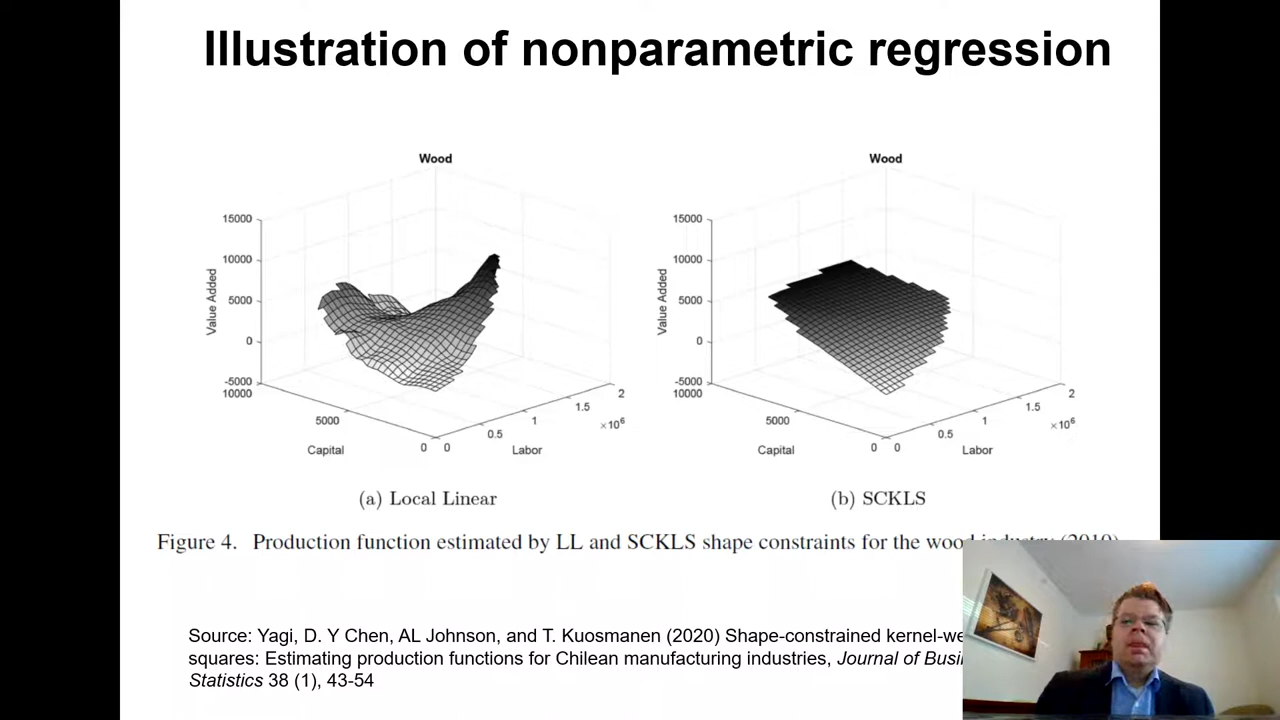 Illustration of nonparametric regression
Wood
15000
10000
5000
0
-5000
10000
5000
0
0
0.5
1
1.5
2
×10⁶
Value Added
Capital
Labor
(a) Local Linear
Wood
15000
10000
5000
0
-5000
10000
5000
0
0
0.5
1
1.5
2
×10⁶
Value Added
Capital
Labor
(b) SCKLS
Figure 4. Production function estimated by LL and SCKLS shape constraints for the wood industry (2010)
Source: Yagi, D. Y Chen, AL Johnson, and T. Kuosmanen (2020) Shape-constrained kernel-we
squares: Estimating production functions for Chilean manufacturing industries, Journal of Busi
Statistics 38 (1), 43-54